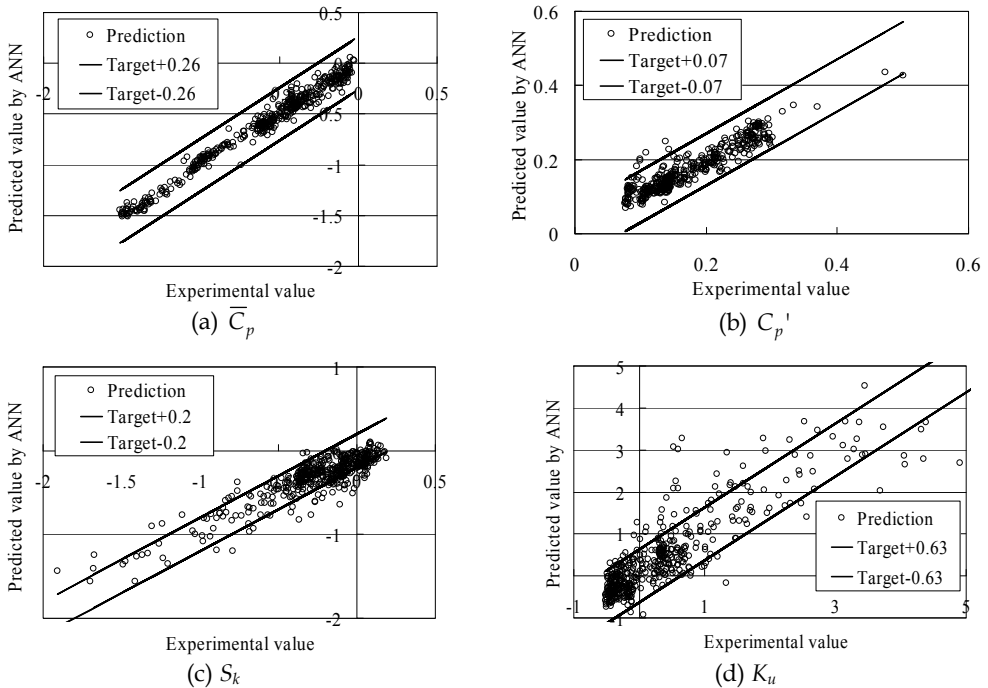 0.5
Prediction
Target+0.26
Target-0.26
-2 0 0.5
0.5
-1
-1.5
-2
Predicted value by ANN
Experimental value
(a) C̅p
0.6
Prediction
Target+0.07
Target-0.07
0.4
0.2
0
0 0.2 0.4 0.6
Predicted value by ANN
Experimental value
(b) Cp'
1
Prediction
Target+0.2
Target-0.2
-2 -1.5 -1 0 0.5
-1
-2
Predicted value by ANN
Experimental value
(c) Sk
5
4
3
2
1
-1
Prediction
Target+0.63
Target-0.63
-1 1 3 5
Predicted value by ANN
Experimental value
(d) Ku